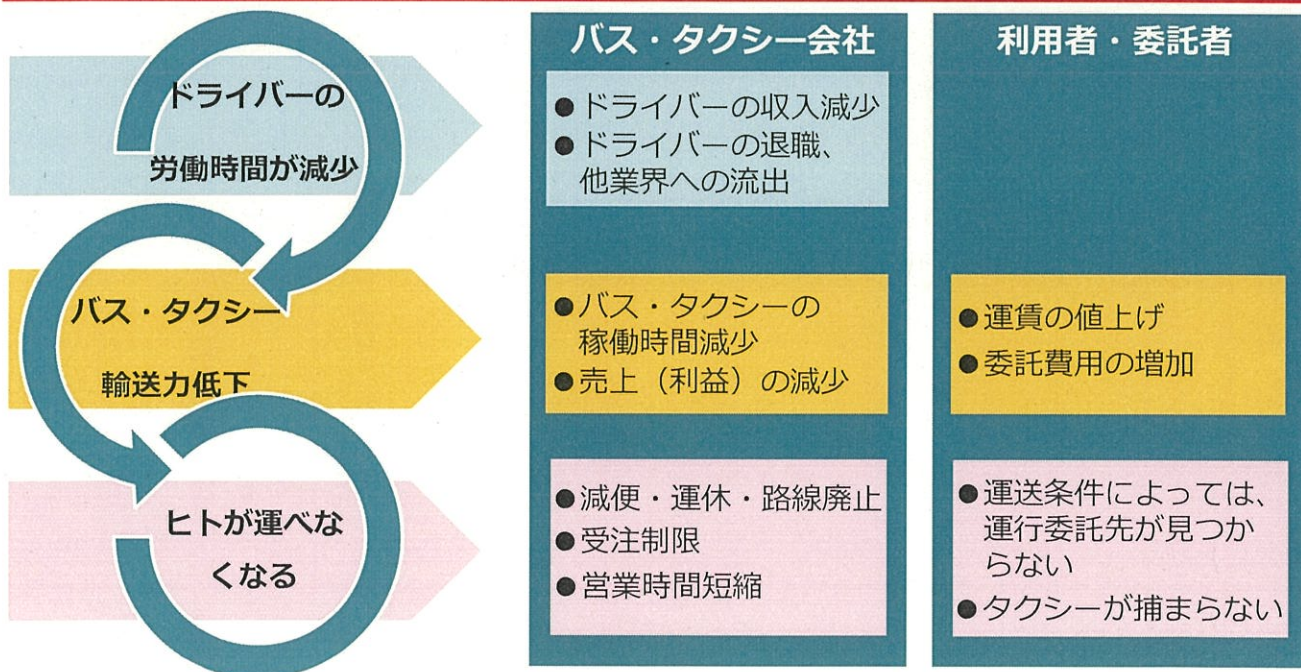 バス・タクシー会社
利用者・委託者
ドライバーの
労働時間が減少
●ドライバーの収入減少
●ドライバーの退職、
他業界への流出
バス・タクシー
輸送力低下
●バス・タクシーの
稼働時間減少
●売上（利益）の減少
●運賃の値上げ
●委託費用の増加
ヒトが運べな
くなる
●減便・運休・路線廃止
●受注制限
●営業時間短縮
●運送条件によっては、
運行委託先が見つか
らない
●タクシーが捕まらない